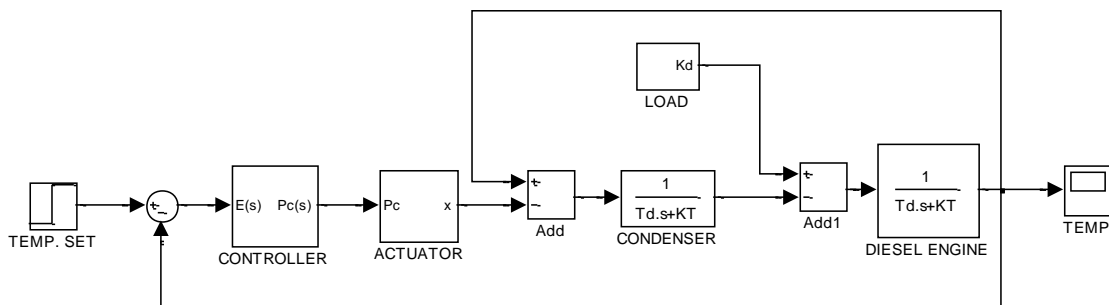 Kd
LOAD
TEMP. SET
E(s) Pc(s)
CONTROLLER
Pc x
ACTUATOR
Add
1
Td.s+KT
CONDENSER
Add1
1
Td.s+KT
DIESEL ENGINE
TEMP